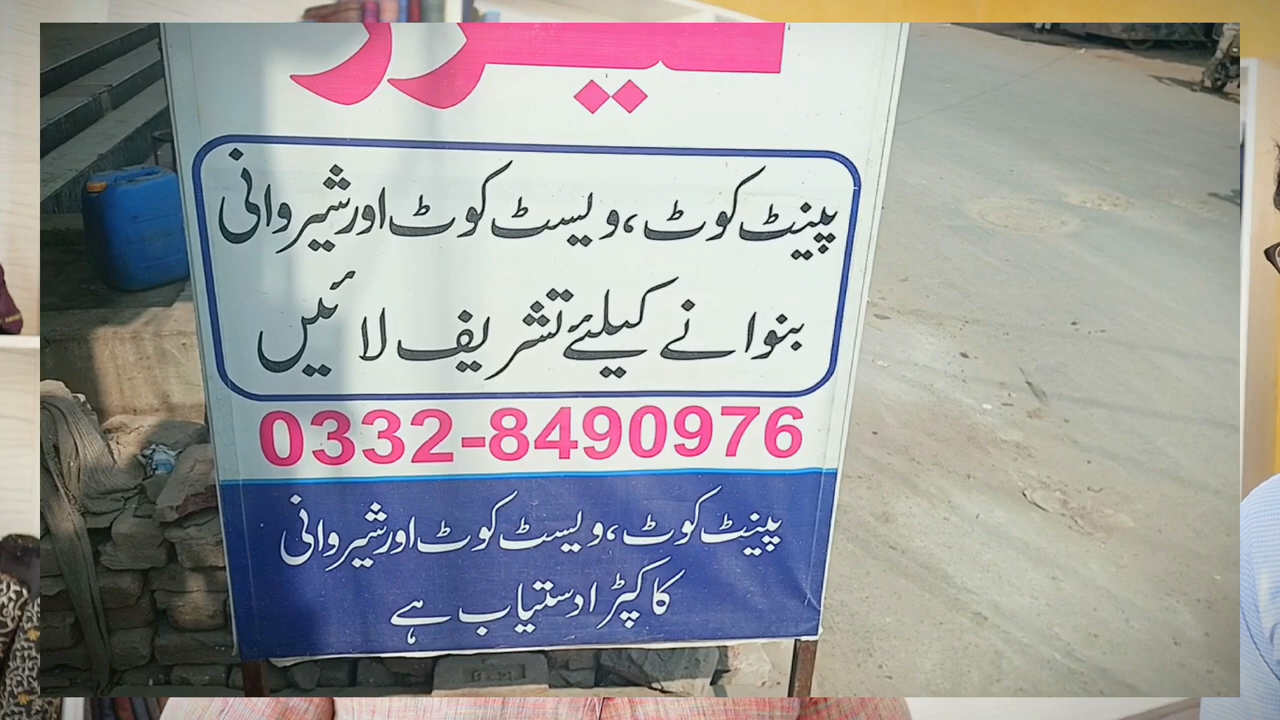 پینٹ کوٹ، ویسٹ کوٹ اور شیروانی
بنوانے کیلئے تشریف لائیں
0332-8490976
پینٹ کوٹ، ویسٹ کوٹ اور شیروانی
کا کپڑا دستیاب ہے